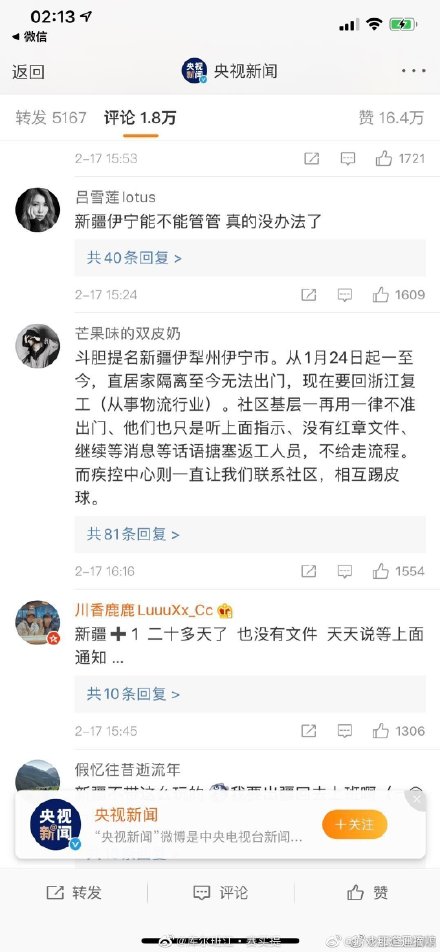 02:13
微信
返回
央视新闻
转发 5167 评论 1.8万 赞 16.4万
2-17 15:53 1721
吕雪莲lotus
新疆伊宁能不能管管 真的没办法了
共40条回复 >
2-17 15:24 1609
芒果味的双皮奶
斗胆提名新疆伊犁州伊宁市。从1月24日起一至
今,直居家隔离至今无法出门,现在要回浙江复
工(从事物流行业)。社区基层一再用一律不准
出门、他们也只是听上面指示、没有红章文件、
继续等消息等话语搪塞返工人员,不给走流程。
而疾控中心则一直让我们联系社区,相互踢皮
球。
共81条回复 >
2-17 16:16 1554
川香鹿鹿LuuuXx_Cc
新疆➕1 二十多天了 也没有文件 天天说等上面
通知 ...
共10条回复 >
2-17 15:45 1306
假忆往昔逝流年
央视新闻
央视新闻
"央视新闻"微博是中央电视台新闻...
＋关注
转发 评论 赞